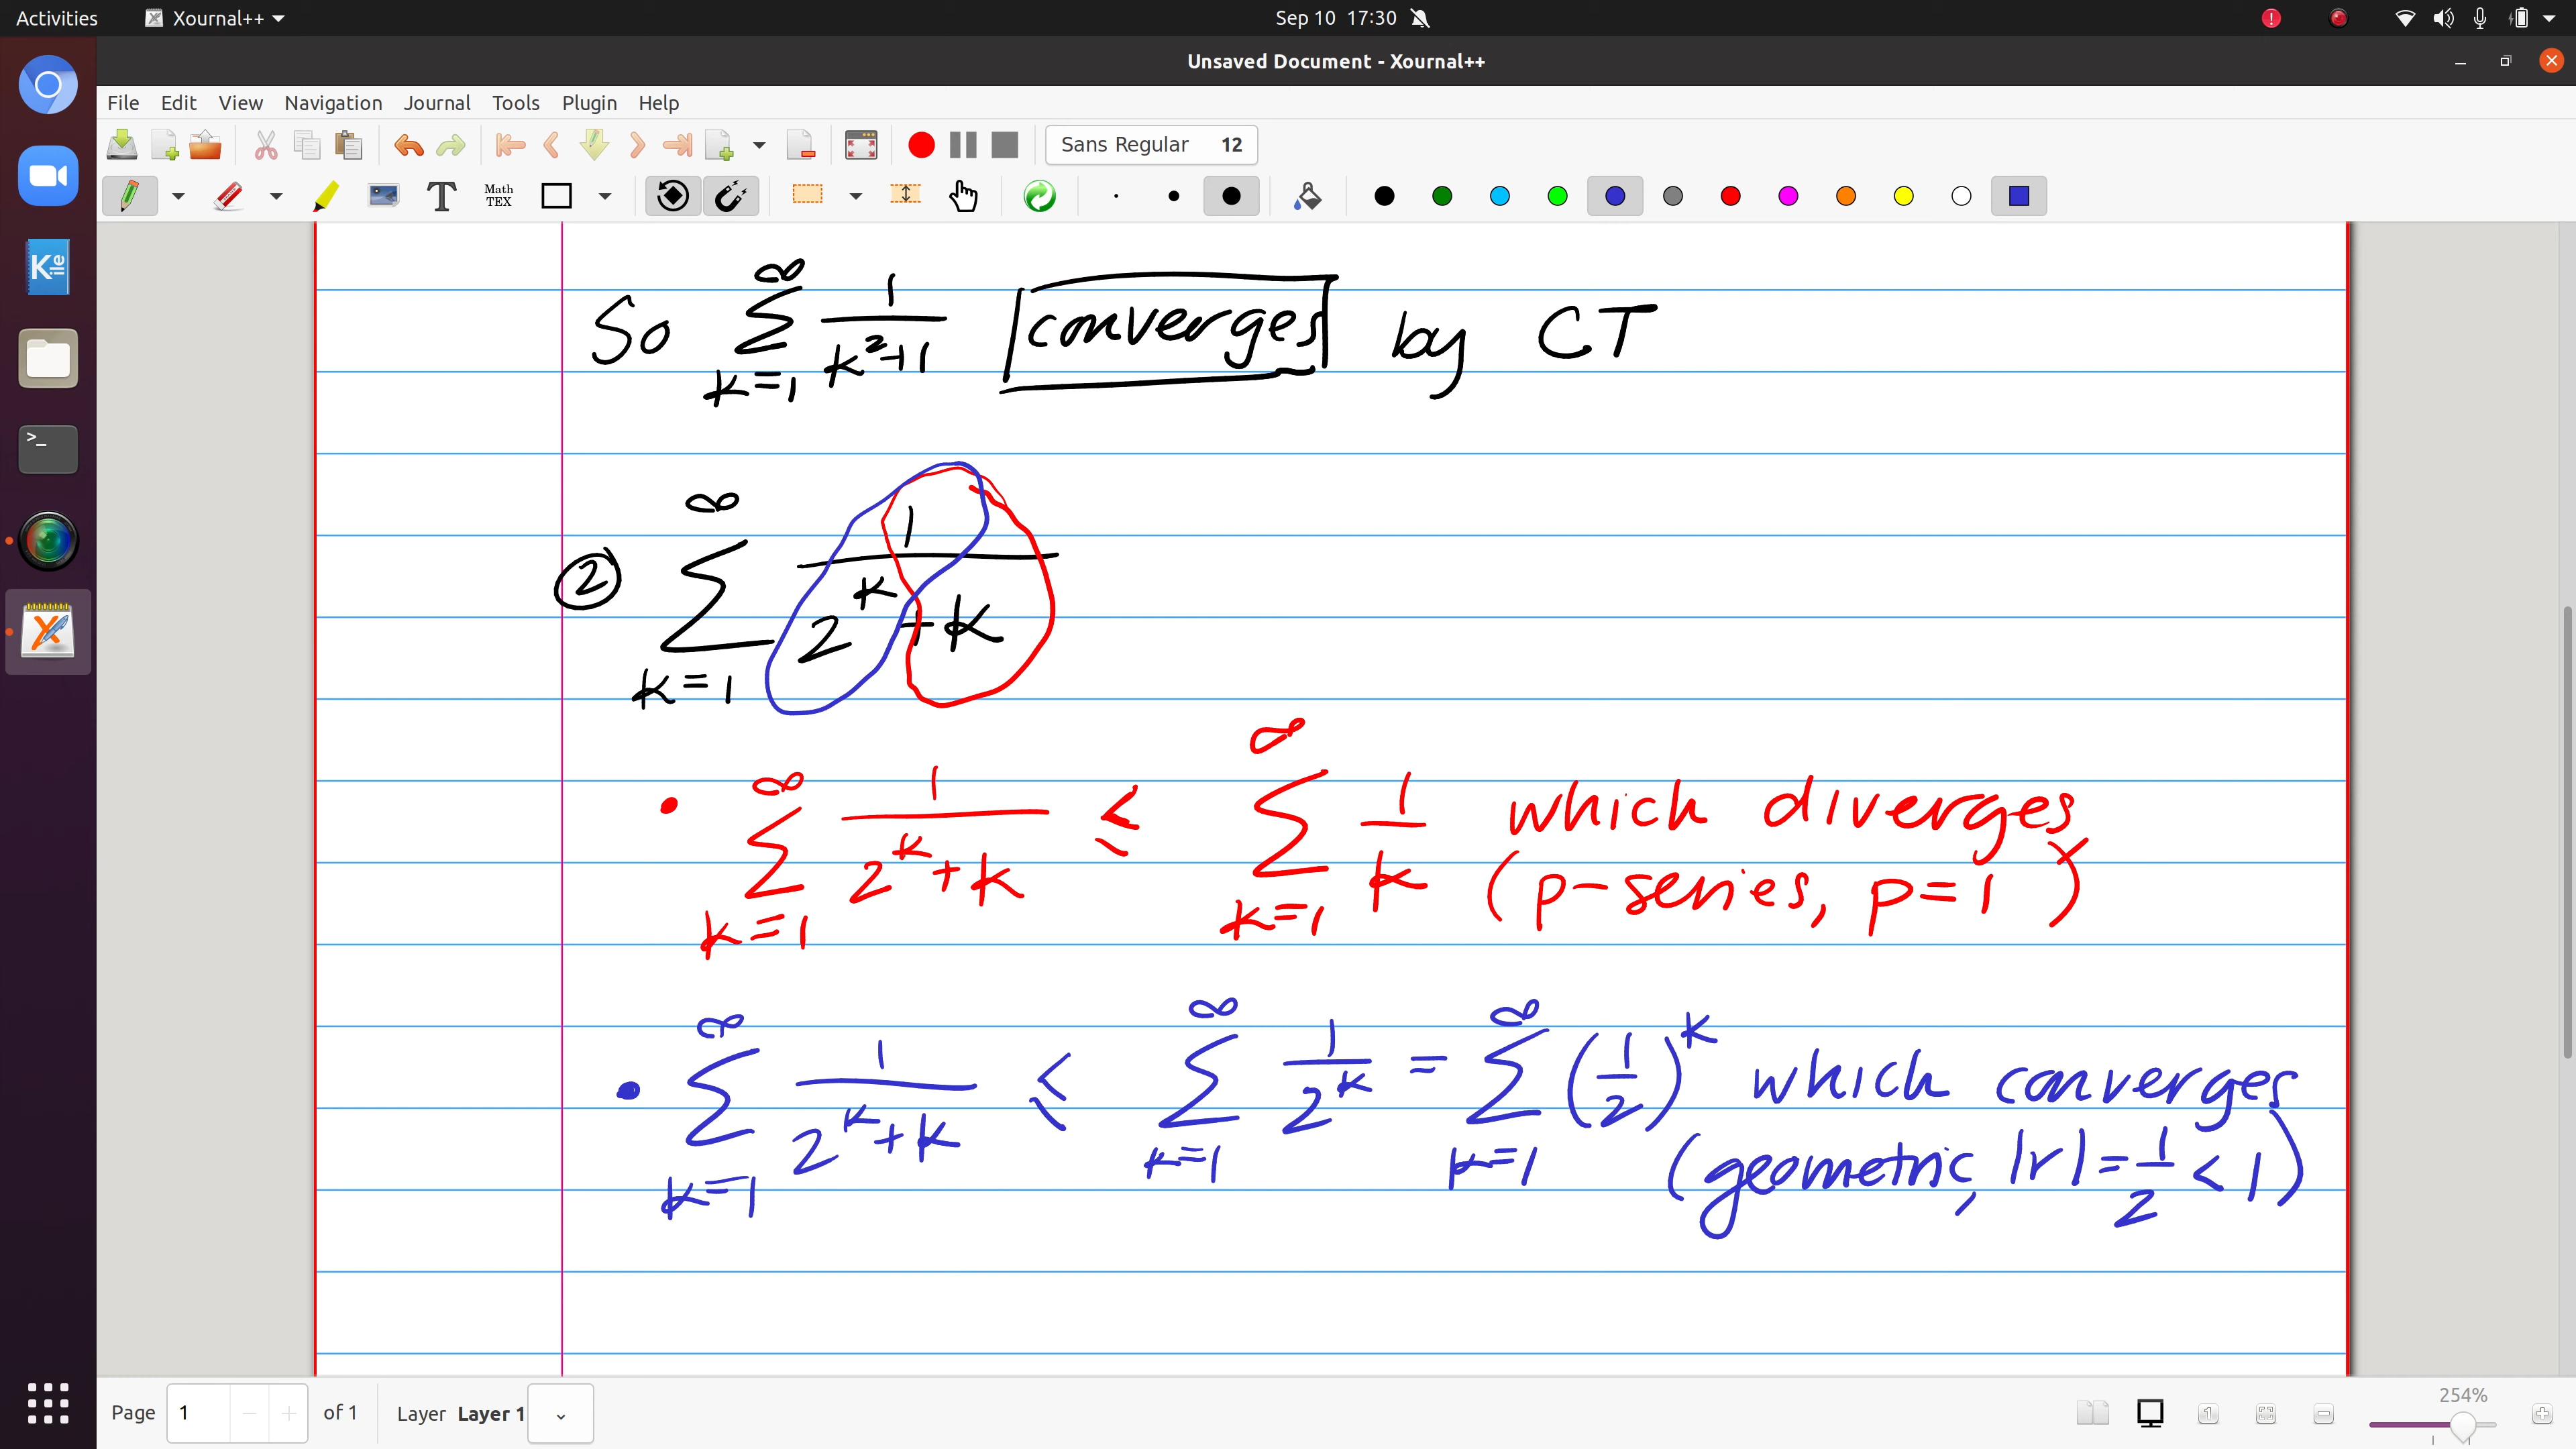 Activities Xournal++ Sep 10 17:30
Unsaved Document - Xournal++
File Edit View Navigation Journal Tools Plugin Help
Sans Regular 12
Math TEX
Kile
>_
So ∑_{k=1}^{∞} 1/(k²+1) converges by CT
② ∑_{k=1}^{∞} 1/(2^k+k)
• ∑_{k=1}^{∞} 1/(2^k+k) ≤ ∑_{k=1}^{∞} 1/k which diverges
(p-series, p=1)
• ∑_{k=1}^{∞} 1/(2^k+k) ≤ ∑_{k=1}^{∞} 1/2^k = ∑_{k=1}^{∞} (1/2)^k which converges
(geometric, |r|=1/2 < 1)
Page 1 of 1 Layer Layer 1 254%